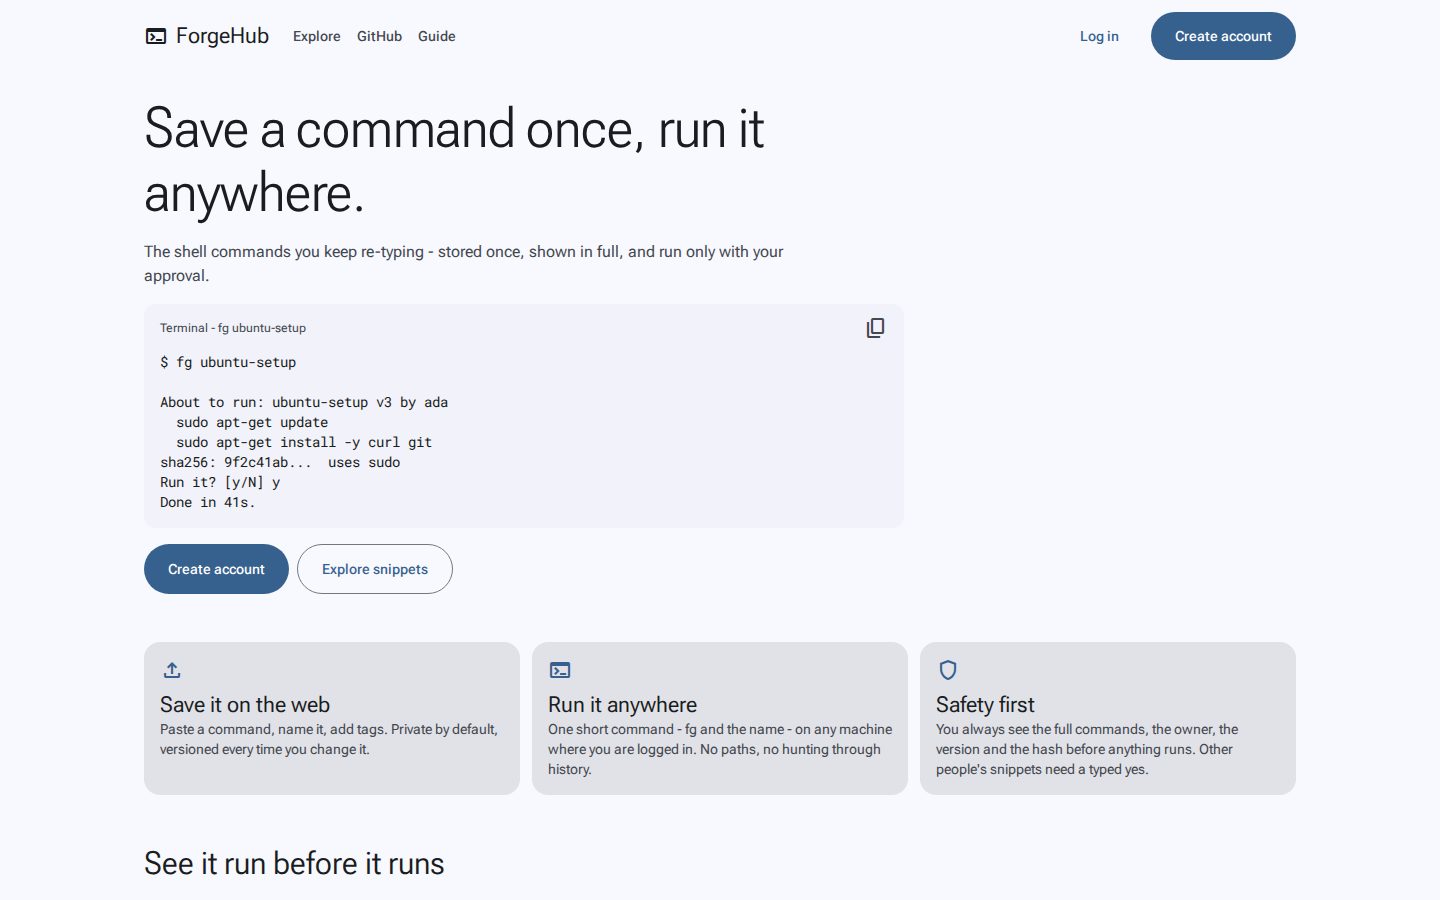 ForgeHub Explore GitHub Guide Log in Create account
Save a command once, run it
anywhere.
The shell commands you keep re-typing - stored once, shown in full, and run only with your
approval.
Terminal - fg ubuntu-setup
$ fg ubuntu-setup
About to run: ubuntu-setup v3 by ada
sudo apt-get update
sudo apt-get install -y curl git
sha256: 9f2c41ab... uses sudo
Run it? [y/N] y
Done in 41s.
Create account Explore snippets
Save it on the web
Paste a command, name it, add tags. Private by default,
versioned every time you change it.
Run it anywhere
One short command - fg and the name - on any machine
where you are logged in. No paths, no hunting through
history.
Safety first
You always see the full commands, the owner, the
version and the hash before anything runs. Other
people's snippets need a typed yes.
See it run before it runs